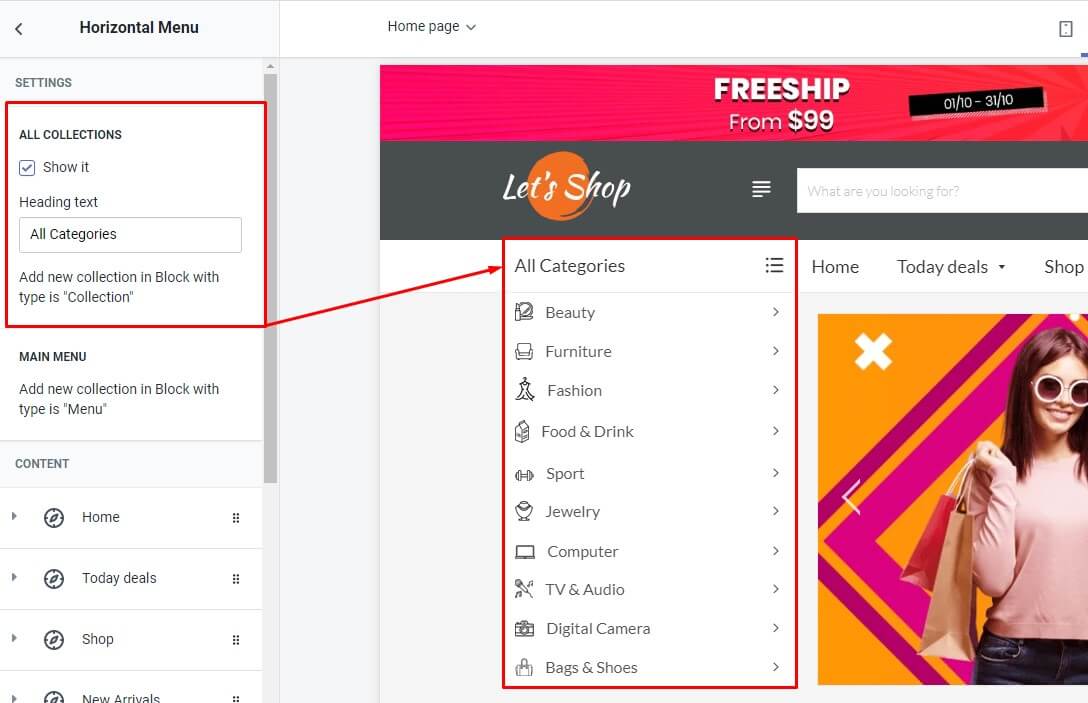 Horizontal Menu
SETTINGS
ALL COLLECTIONS
Show it
Heading text
All Categories
Add new collection in Block with
type is "Collection"
MAIN MENU
Add new collection in Block with
type is "Menu"
CONTENT
Home
Today deals
Shop
New Arrivals
Home page
FREESHIP
From $99
01/10 - 31/10
Let's Shop
What are you looking for?
All Categories
Home
Today deals
Shop
Beauty
Furniture
Fashion
Food & Drink
Sport
Jewelry
Computer
TV & Audio
Digital Camera
Bags & Shoes